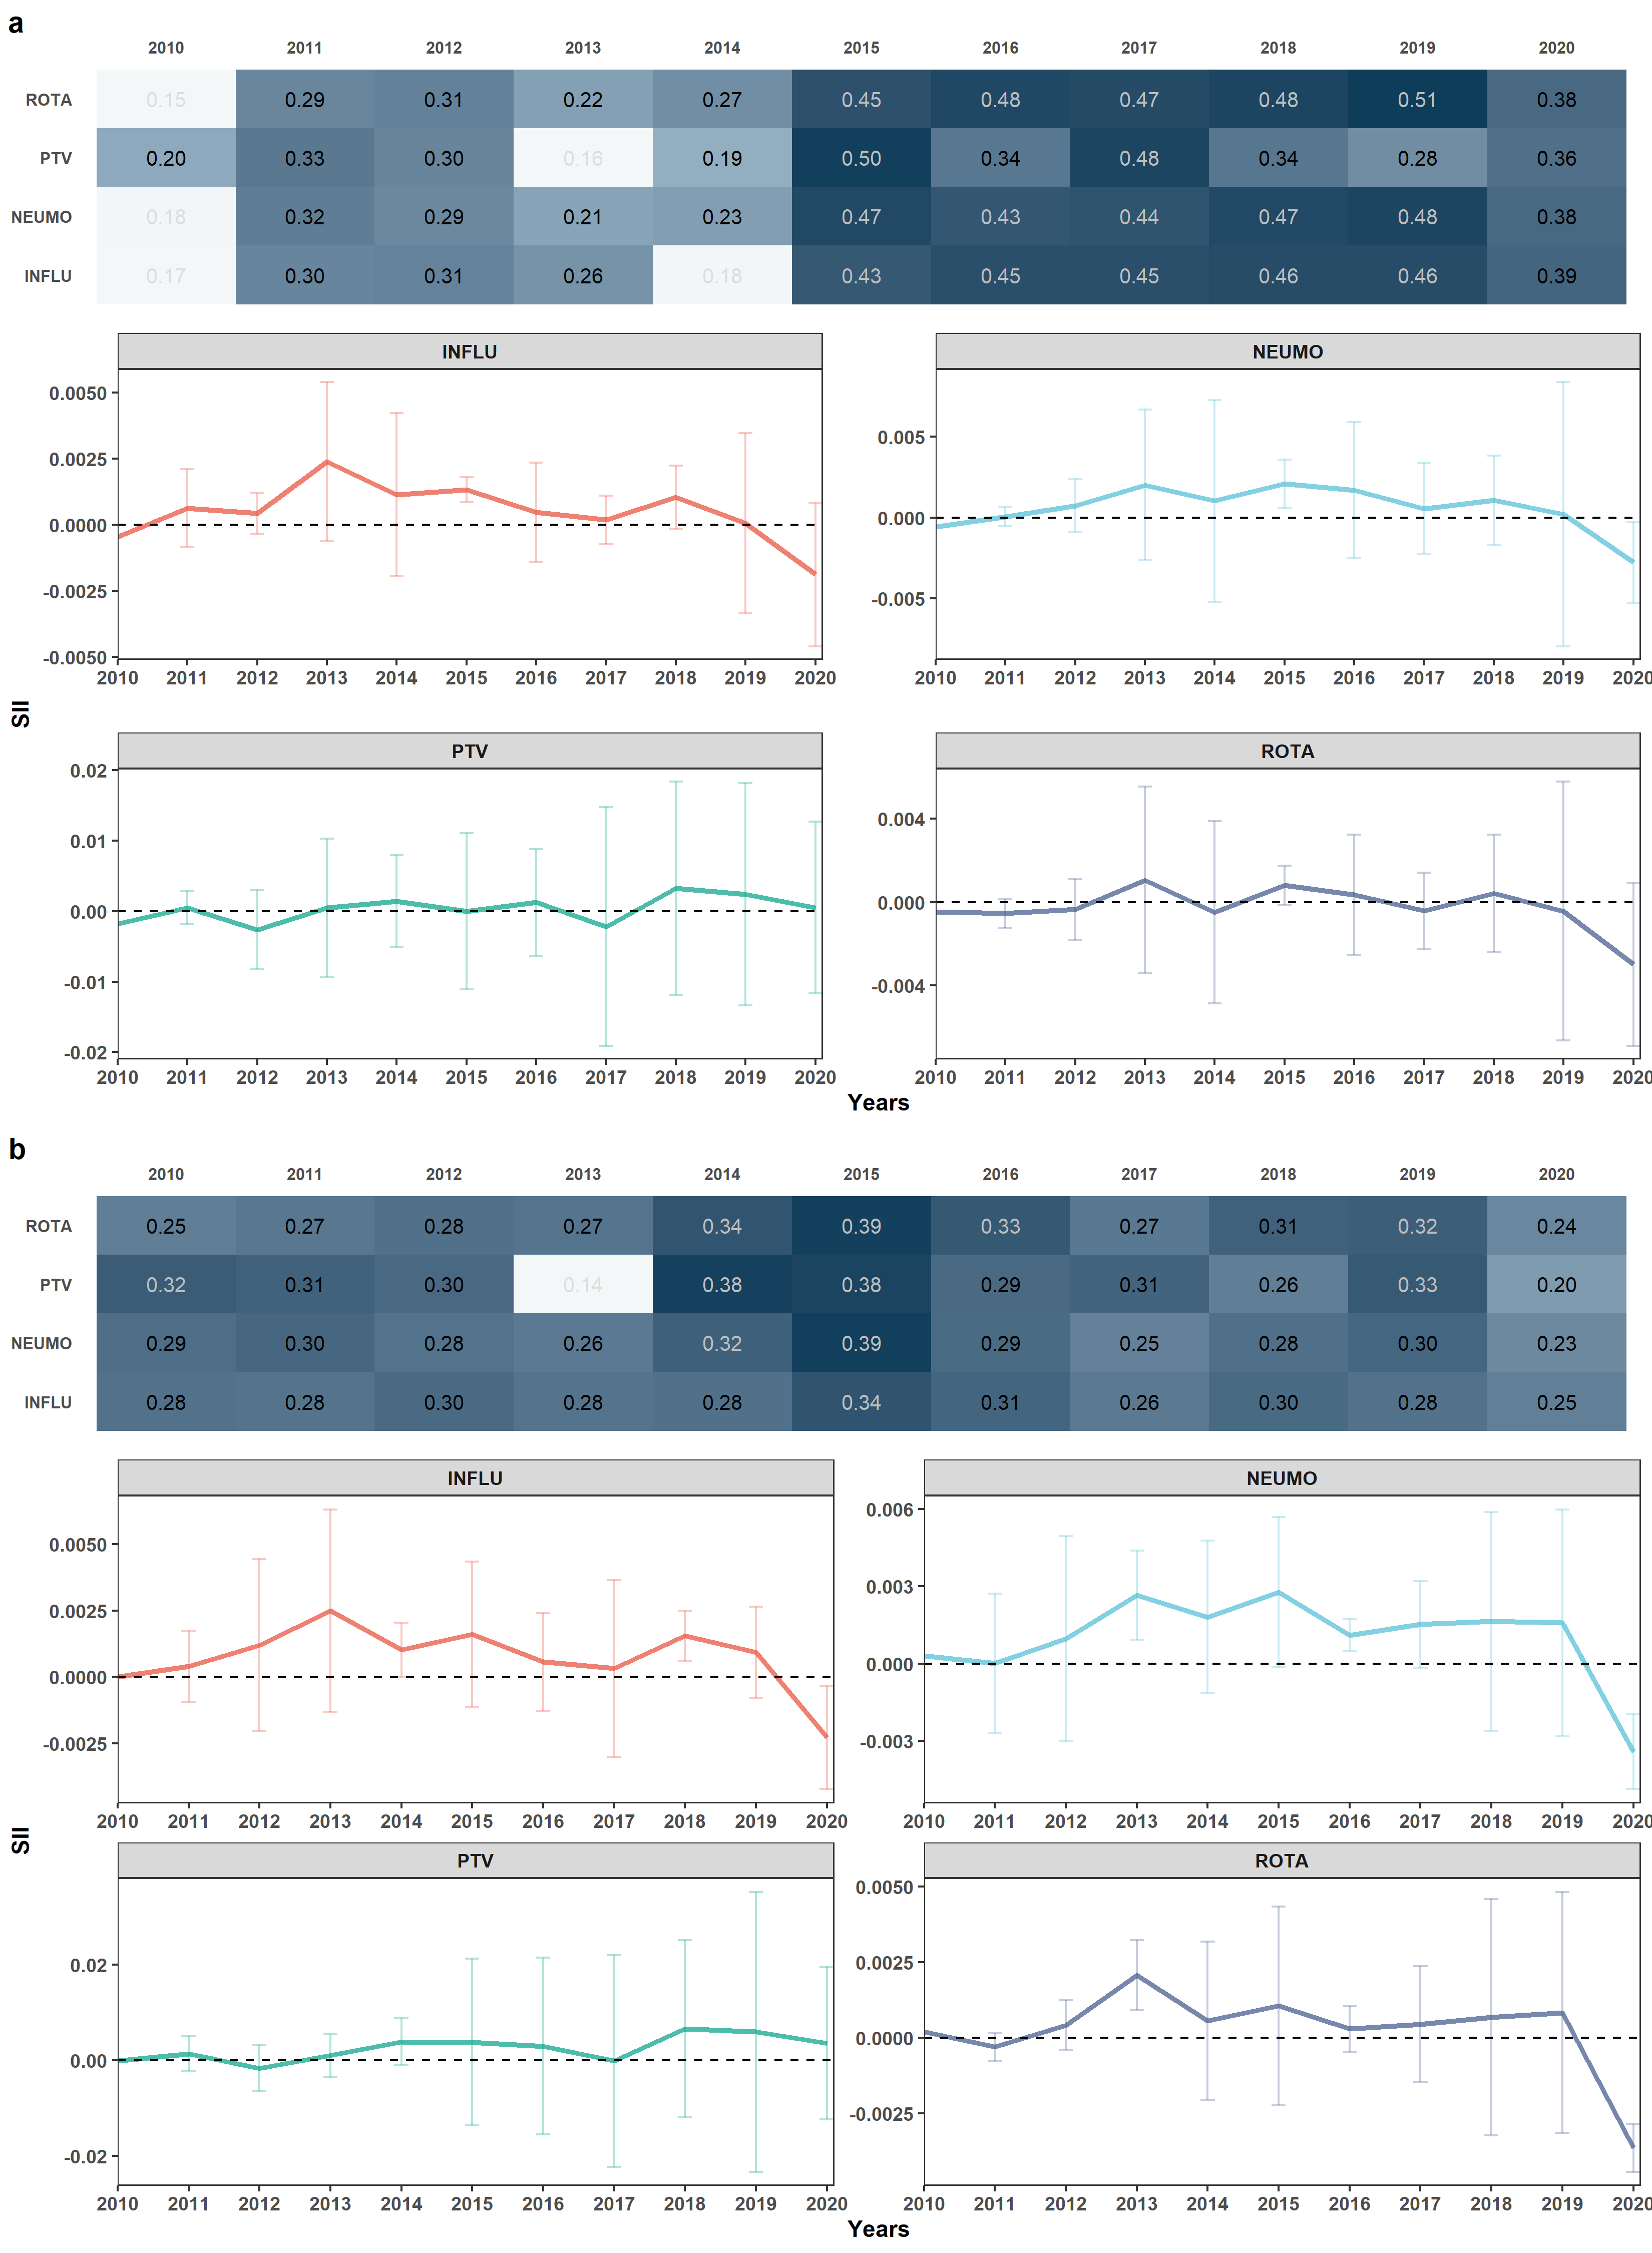 a
2010 2011 2012 2013 2014 2015 2016 2017 2018 2019 2020
ROTA 0.15 0.29 0.31 0.22 0.27 0.45 0.48 0.47 0.48 0.51 0.38
PTV 0.20 0.33 0.30 0.16 0.19 0.50 0.34 0.48 0.34 0.28 0.36
NEUMO 0.18 0.32 0.29 0.21 0.23 0.47 0.43 0.44 0.47 0.48 0.38
INFLU 0.17 0.30 0.31 0.26 0.18 0.43 0.45 0.45 0.46 0.46 0.39
SII
INFLU
0.0050
0.0025
0.0000
-0.0025
-0.0050
2010 2011 2012 2013 2014 2015 2016 2017 2018 2019 2020
NEUMO
0.005
0.000
-0.005
2010 2011 2012 2013 2014 2015 2016 2017 2018 2019 2020
PTV
0.02
0.01
0.00
-0.01
-0.02
2010 2011 2012 2013 2014 2015 2016 2017 2018 2019 2020
ROTA
0.004
0.000
-0.004
2010 2011 2012 2013 2014 2015 2016 2017 2018 2019 2020
Years
b
2010 2011 2012 2013 2014 2015 2016 2017 2018 2019 2020
ROTA 0.25 0.27 0.28 0.27 0.34 0.39 0.33 0.27 0.31 0.32 0.24
PTV 0.32 0.31 0.30 0.14 0.38 0.38 0.29 0.31 0.26 0.33 0.20
NEUMO 0.29 0.30 0.28 0.26 0.32 0.39 0.29 0.25 0.28 0.30 0.23
INFLU 0.28 0.28 0.30 0.28 0.28 0.34 0.31 0.26 0.30 0.28 0.25
SII
INFLU
0.0050
0.0025
0.0000
-0.0025
2010 2011 2012 2013 2014 2015 2016 2017 2018 2019 2020
NEUMO
0.006
0.003
0.000
-0.003
2010 2011 2012 2013 2014 2015 2016 2017 2018 2019 2020
PTV
0.02
0.00
-0.02
2010 2011 2012 2013 2014 2015 2016 2017 2018 2019 2020
ROTA
0.0050
0.0025
0.0000
-0.0025
2010 2011 2012 2013 2014 2015 2016 2017 2018 2019 2020
Years